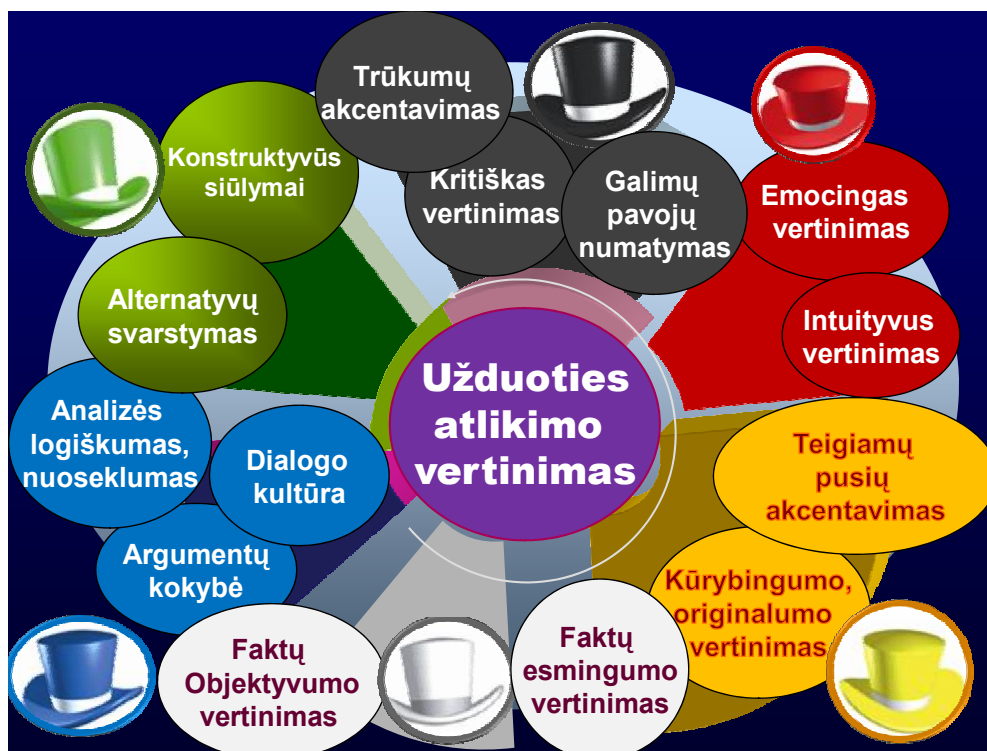 Trūkumų
akcentavimas
Konstruktyvūs
siūlymai
Kritiškas
vertinimas
Galimų
pavojų
numatymas
Emocingas
vertinimas
Alternatyvų
svarstymas
Intuityvus
vertinimas
Užduoties
atlikimo
vertinimas
Analizės
logiškumas,
nuoseklumas
Dialogo
kultūra
Teigiamų
pusių
akcentavimas
Argumentų
kokybė
Kūrybingumo,
originalumo
vertinimas
Faktų
Objektyvumo
vertinimas
Faktų
esmingumo
vertinimas